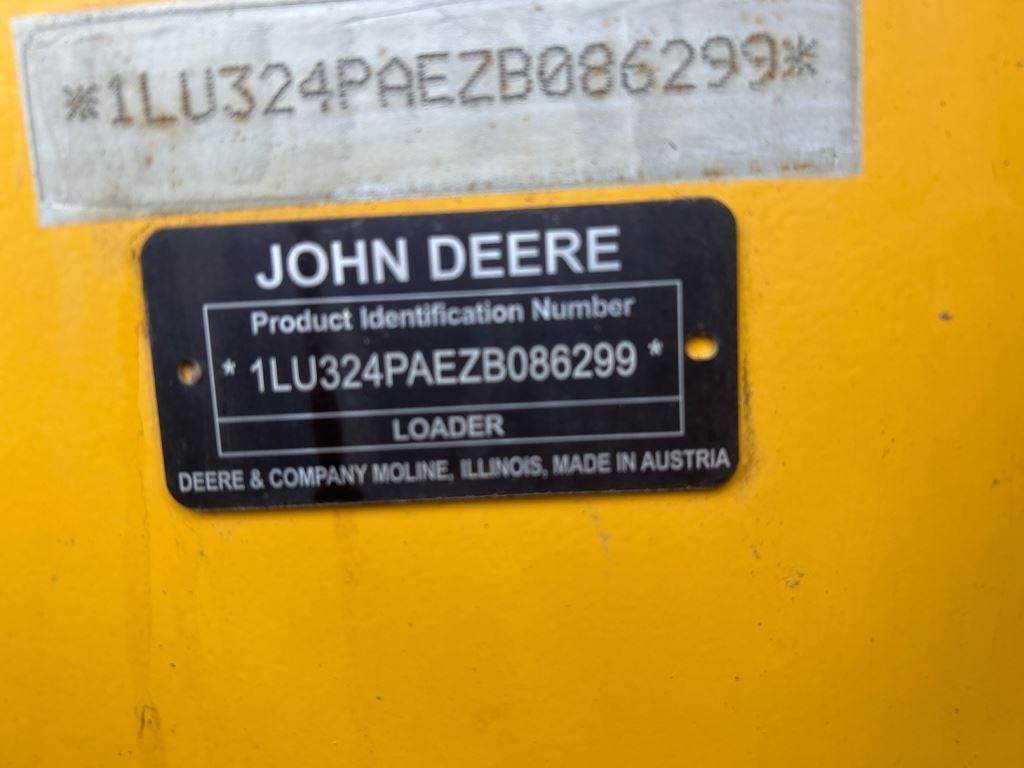 *1LU324PAEZB086299*
JOHN DEERE
Product Identification Number
* 1LU324PAEZB086299 *
LOADER
DEERE & COMPANY MOLINE, ILLINOIS, MADE IN AUSTRIA